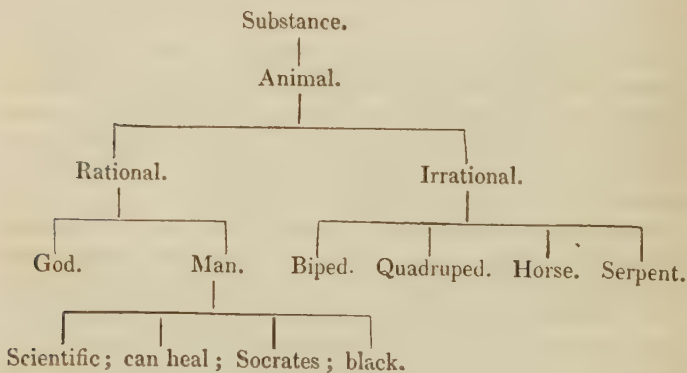 Substance.
Animal.
Rational. Irrational.
God. Man. Biped. Quadruped. Horse. Serpent.
Scientific; can heal; Socrates; black.